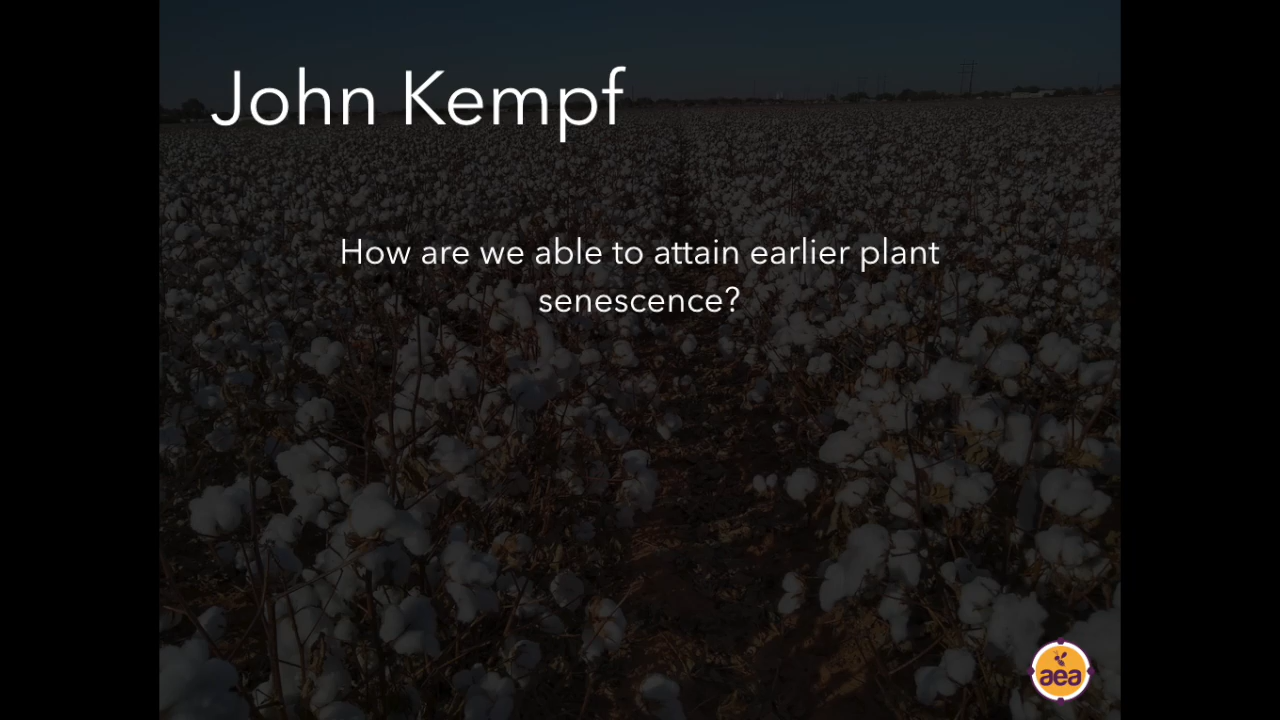 John Kempf
How are we able to attain earlier plant
senescence?
aea